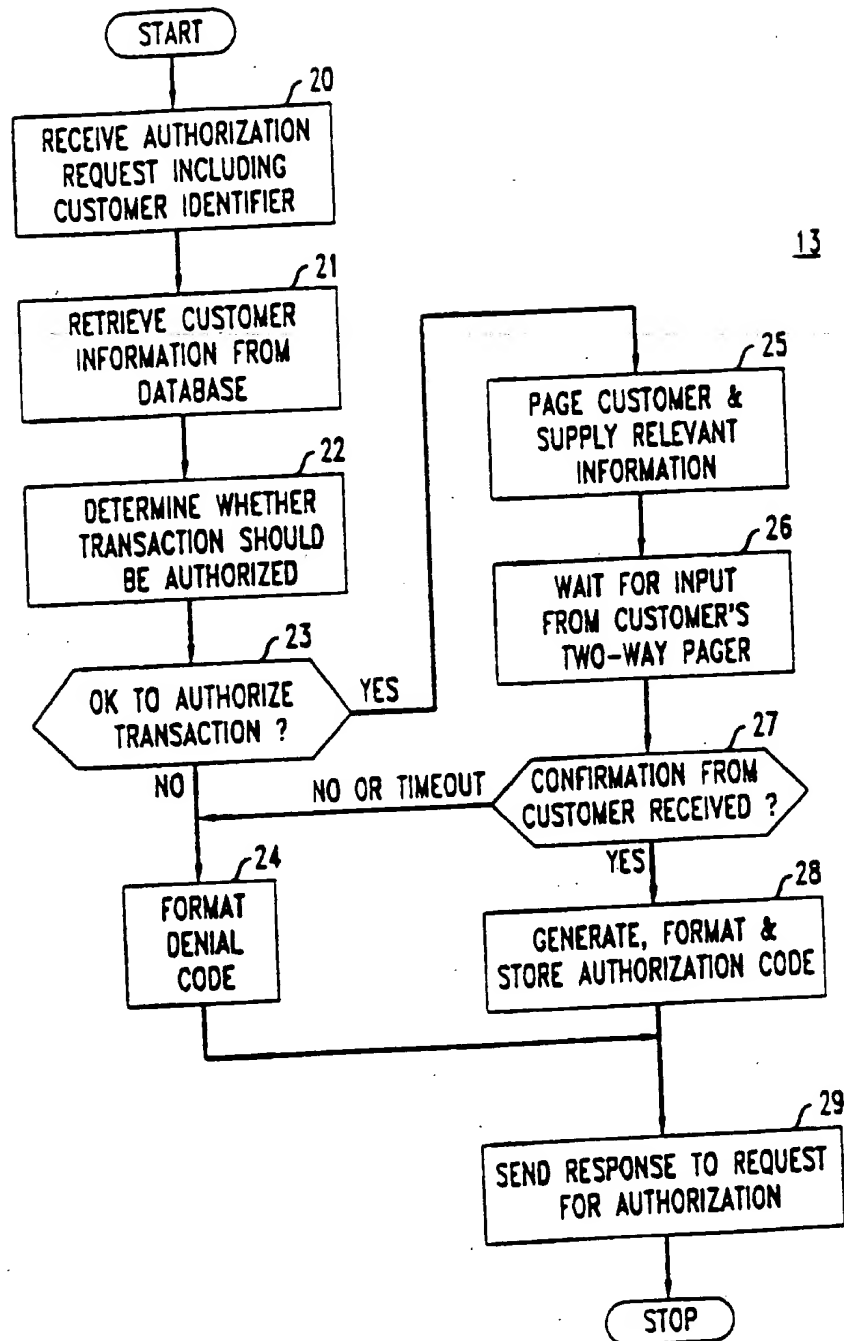 START
20
RECEIVE AUTHORIZATION
REQUEST INCLUDING
CUSTOMER IDENTIFIER
21
RETRIEVE CUSTOMER
INFORMATION FROM
DATABASE
22
DETERMINE WHETHER
TRANSACTION SHOULD
BE AUTHORIZED
23
OK TO AUTHORIZE
TRANSACTION ?
YES
NO
24
FORMAT
DENIAL
CODE
13
25
PAGE CUSTOMER &
SUPPLY RELEVANT
INFORMATION
26
WAIT FOR INPUT
FROM CUSTOMER'S
TWO-WAY PAGER
27
CONFIRMATION FROM
CUSTOMER RECEIVED ?
NO OR TIMEOUT
YES
28
GENERATE, FORMAT &
STORE AUTHORIZATION CODE
29
SEND RESPONSE TO REQUEST
FOR AUTHORIZATION
STOP